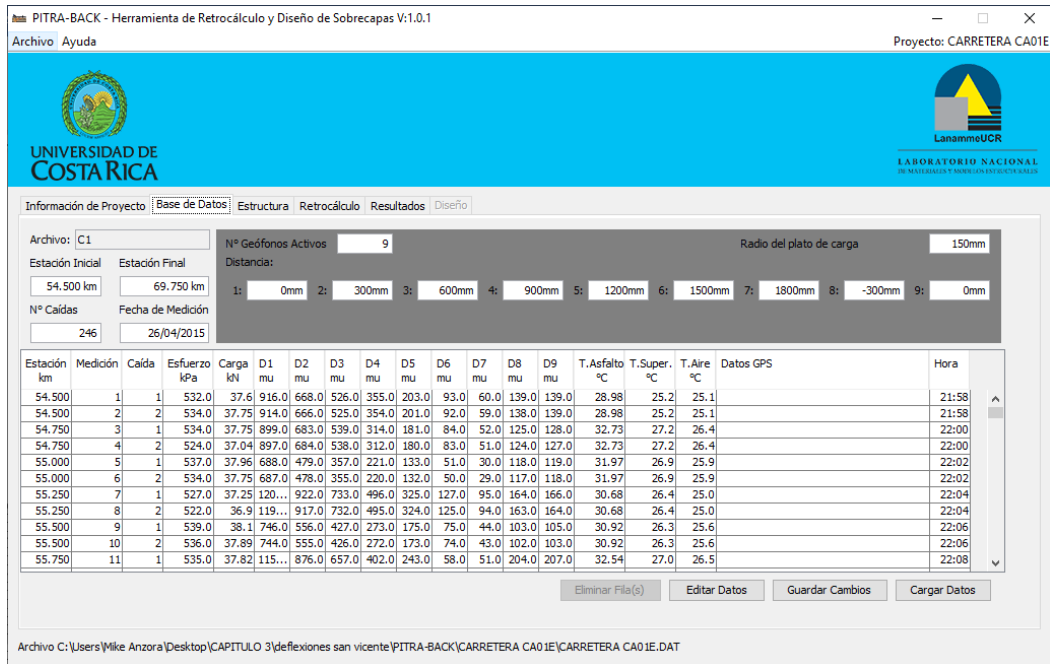 PITRA-BACK - Herramienta de Retrocálculo y Diseño de Sobrecapas V:1.0.1
Archivo Ayuda Proyecto: CARRETERA CA01E
UNIVERSIDAD DE
COSTA RICA
LanammeUCR
LABORATORIO NACIONAL
DE MATERIALES Y MODELOS ESTRUCTURALES
Información de Proyecto Base de Datos Estructura Retrocálculo Resultados Diseño
Archivo: C1 N° Geófonos Activos 9 Radio del plato de carga 150mm
Estación Inicial Estación Final Distancia:
54.500 km 69.750 km 1: 0mm 2: 300mm 3: 600mm 4: 900mm 5: 1200mm 6: 1500mm 7: 1800mm 8: -300mm 9: 0mm
N° Caídas Fecha de Medición
246 26/04/2015
Estación Medición Caída Esfuerzo Carga D1 D2 D3 D4 D5 D6 D7 D8 D9 T.Asfalto T.Super. T.Aire Datos GPS Hora
km kPa kN mu mu mu mu mu mu mu mu mu ºC ºC ºC
54.500 1 1 532.0 37.6 916.0 668.0 526.0 355.0 203.0 93.0 60.0 139.0 139.0 28.98 25.2 25.1 21:58
54.500 2 2 534.0 37.75 914.0 666.0 525.0 354.0 201.0 92.0 59.0 138.0 139.0 28.98 25.2 25.1 21:58
54.750 3 1 534.0 37.75 899.0 683.0 539.0 314.0 181.0 84.0 52.0 125.0 128.0 32.73 27.2 26.4 22:00
54.750 4 2 524.0 37.04 897.0 684.0 538.0 312.0 180.0 83.0 51.0 124.0 127.0 32.73 27.2 26.4 22:00
55.000 5 1 537.0 37.96 688.0 479.0 357.0 221.0 133.0 51.0 30.0 118.0 119.0 31.97 26.9 25.9 22:02
55.000 6 2 534.0 37.75 687.0 478.0 355.0 220.0 132.0 50.0 29.0 117.0 118.0 31.97 26.9 25.9 22:02
55.250 7 1 527.0 37.25 120... 922.0 733.0 496.0 325.0 127.0 95.0 164.0 166.0 30.68 26.4 25.0 22:04
55.250 8 2 522.0 36.9 119... 917.0 732.0 495.0 324.0 125.0 94.0 163.0 164.0 30.68 26.4 25.0 22:04
55.500 9 1 539.0 38.1 746.0 556.0 427.0 273.0 175.0 75.0 44.0 103.0 105.0 30.92 26.3 25.6 22:06
55.500 10 2 536.0 37.89 744.0 555.0 426.0 272.0 173.0 74.0 43.0 102.0 103.0 30.92 26.3 25.6 22:06
55.750 11 1 535.0 37.82 115... 876.0 657.0 402.0 243.0 58.0 51.0 204.0 207.0 32.54 27.0 26.5 22:08
Eliminar Fila(s) Editar Datos Guardar Cambios Cargar Datos
Archivo C:\Users\Mike Anzora\Desktop\CAPITULO 3\deflexiones san vicente\PITRA-BACK\CARRETERA CA01E\CARRETERA CA01E.DAT